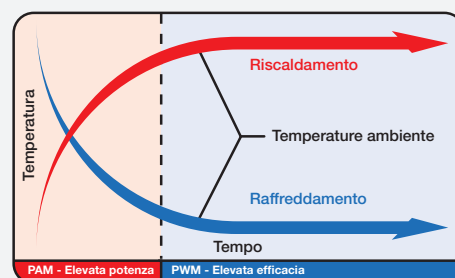 Temperatura
Riscaldamento
Temperature ambiente
Raffreddamento
Tempo
PAM - Elevata potenza
PWM - Elevata efficacia